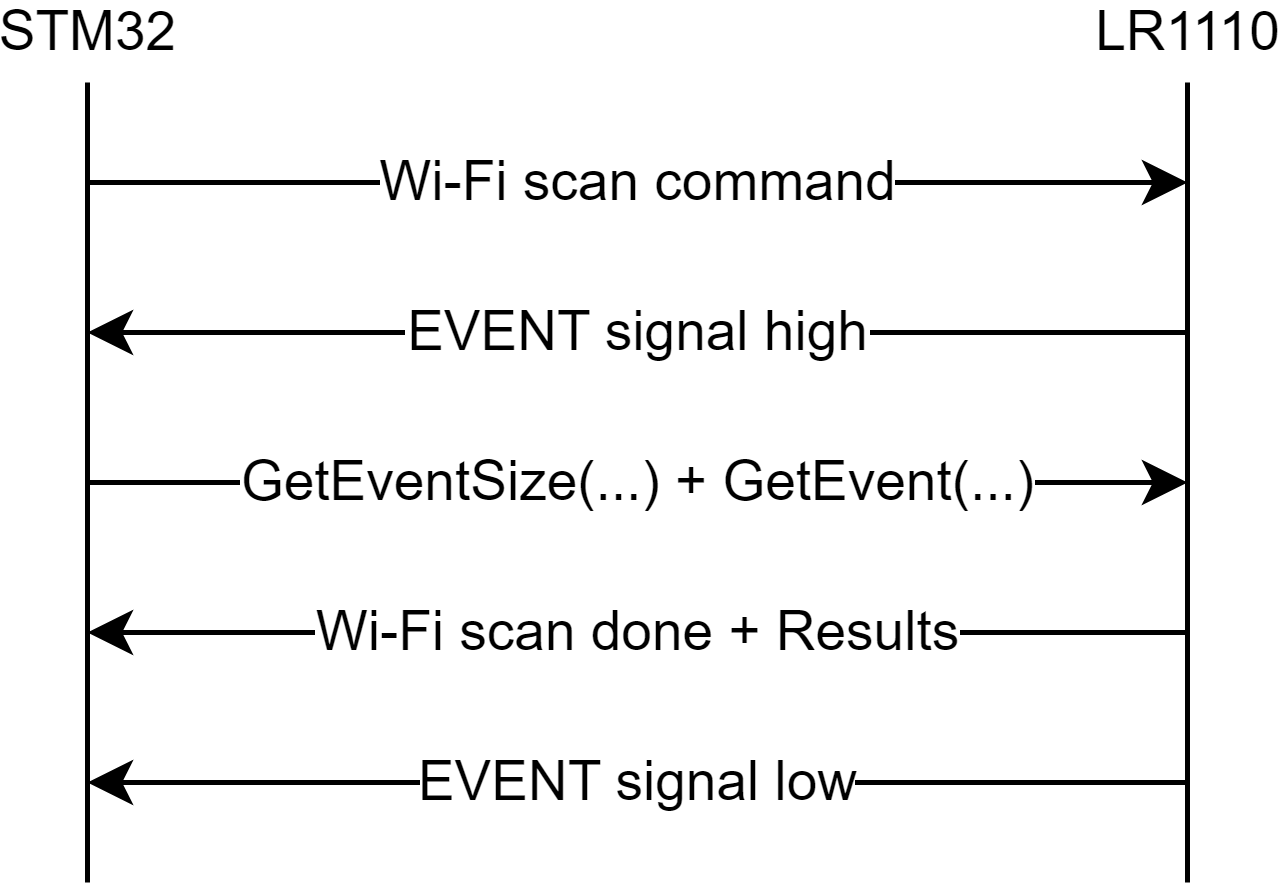 STM32
LR1110
Wi-Fi scan command
EVENT signal high
GetEventSize(...) + GetEvent(...)
Wi-Fi scan done + Results
EVENT signal low